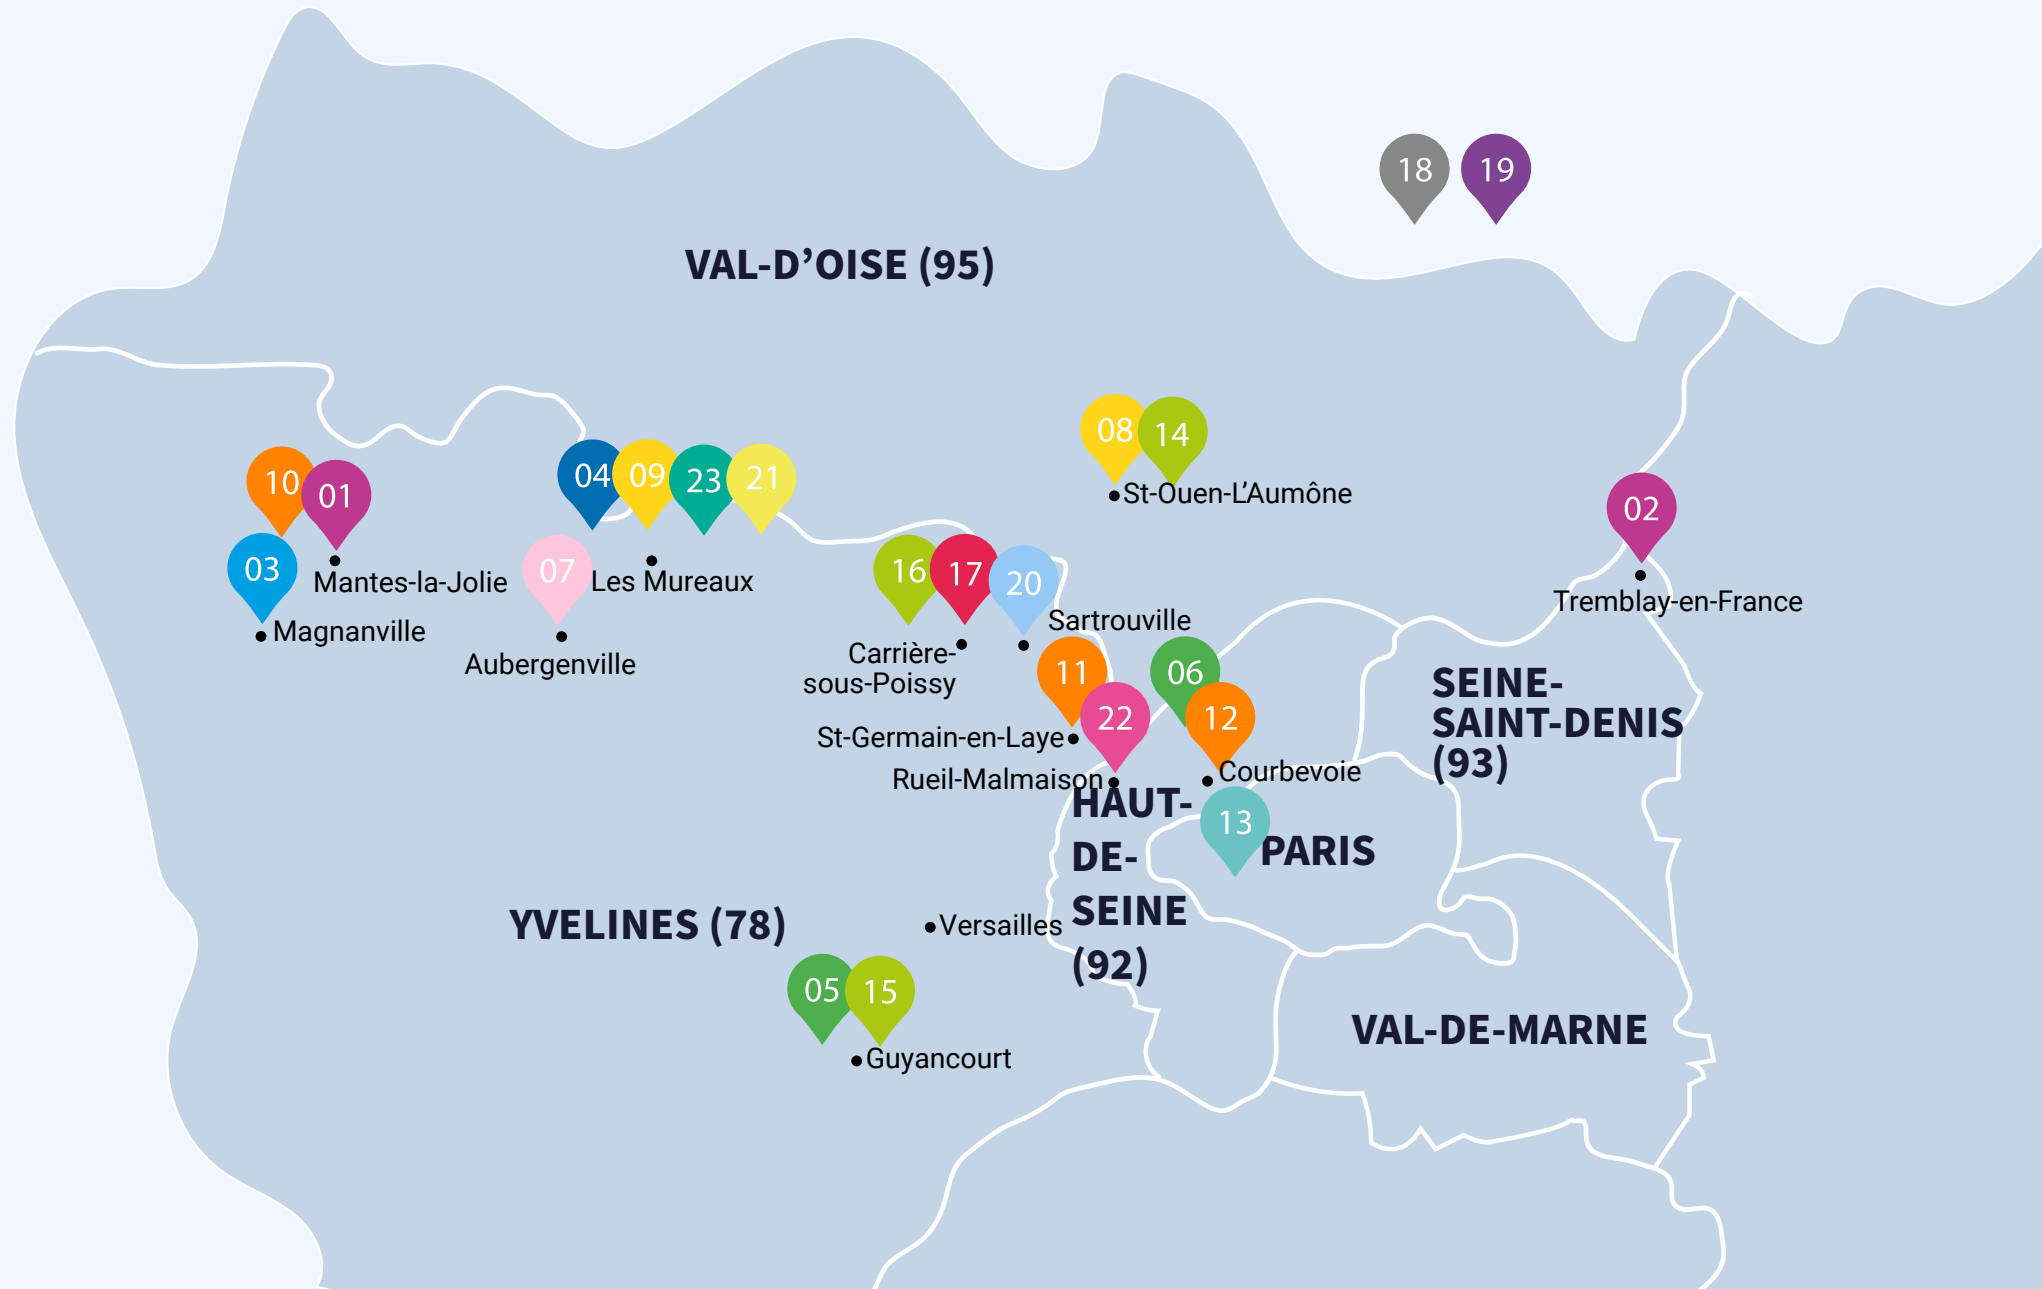 18
19
VAL-D’OISE (95)
08
14
St-Ouen-L’Aumône
10
01
03
Mantes-la-Jolie
Magnanville
04
09
23
21
07
Les Mureaux
Aubergenville
02
Tremblay-en-France
16
17
20
Sartrouville
Carrière-
sous-Poissy
11
22
06
12
St-Germain-en-Laye
Rueil-Malmaison
Courbevoie
SEINE-
SAINT-DENIS
(93)
HAUT-
DE-
SEINE
(92)
13
PARIS
YVELINES (78)
Versailles
05
15
Guyancourt
VAL-DE-MARNE